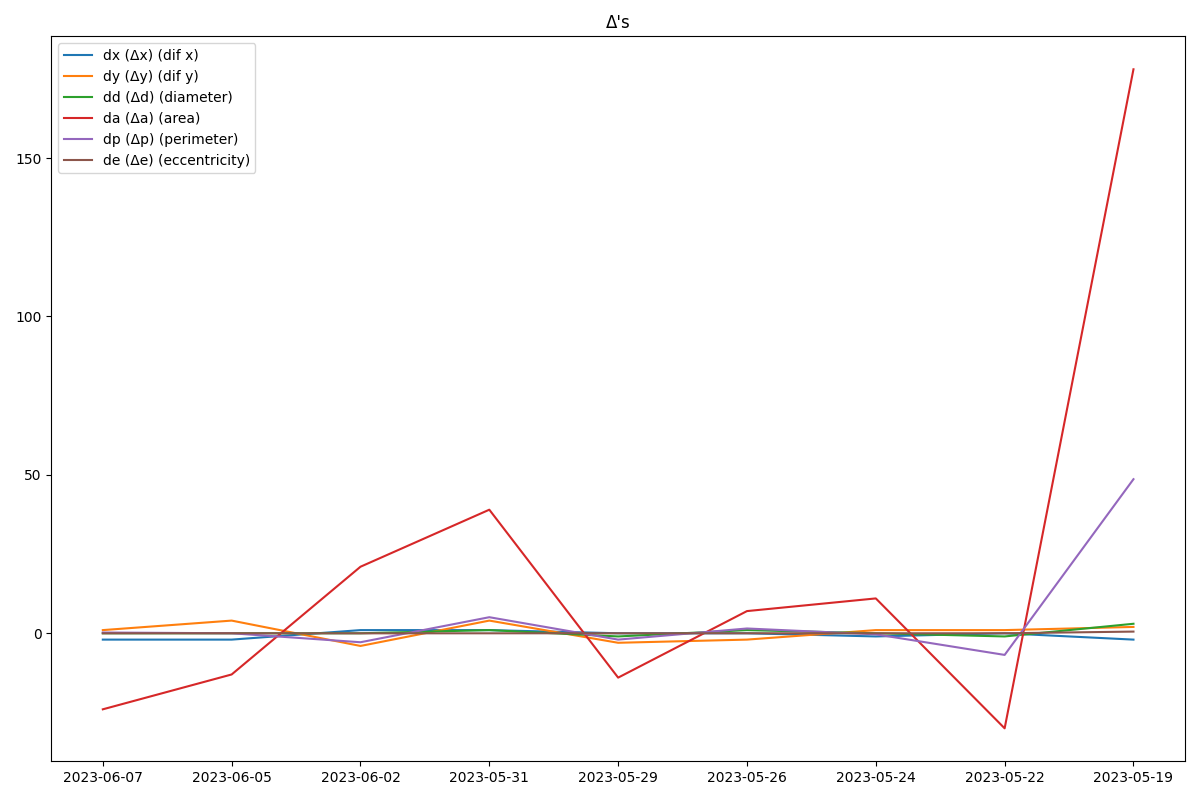 Δ's
dx (Δx) (dif x)
dy (Δy) (dif y)
dd (Δd) (diameter)
da (Δa) (area)
dp (Δp) (perimeter)
de (Δe) (eccentricity)
150
100
50
0
2023-06-07 2023-06-05 2023-06-02 2023-05-31 2023-05-29 2023-05-26 2023-05-24 2023-05-22 2023-05-19